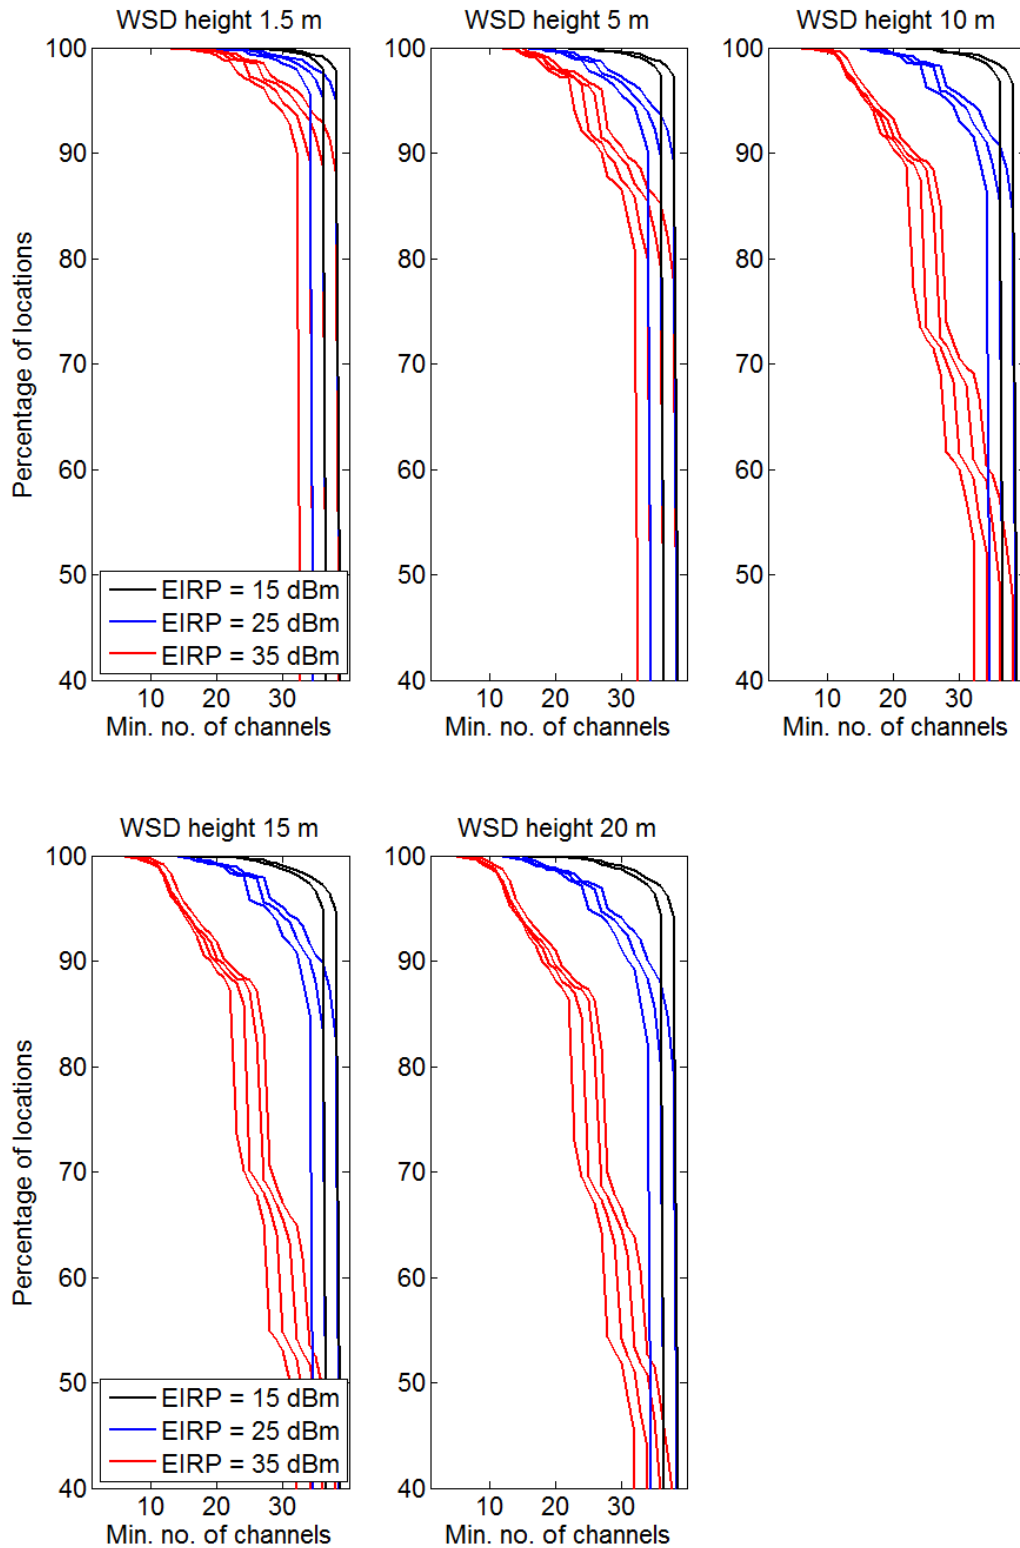 WSD height 1.5 m
WSD height 5 m
WSD height 10 m
100
90
80
70
60
50
40
Percentage of locations
EIRP = 15 dBm
EIRP = 25 dBm
EIRP = 35 dBm
10 20 30
Min. no. of channels
100
90
80
70
60
50
40
10 20 30
Min. no. of channels
100
90
80
70
60
50
40
10 20 30
Min. no. of channels
WSD height 15 m
WSD height 20 m
100
90
80
70
60
50
40
Percentage of locations
EIRP = 15 dBm
EIRP = 25 dBm
EIRP = 35 dBm
10 20 30
Min. no. of channels
100
90
80
70
60
50
40
10 20 30
Min. no. of channels